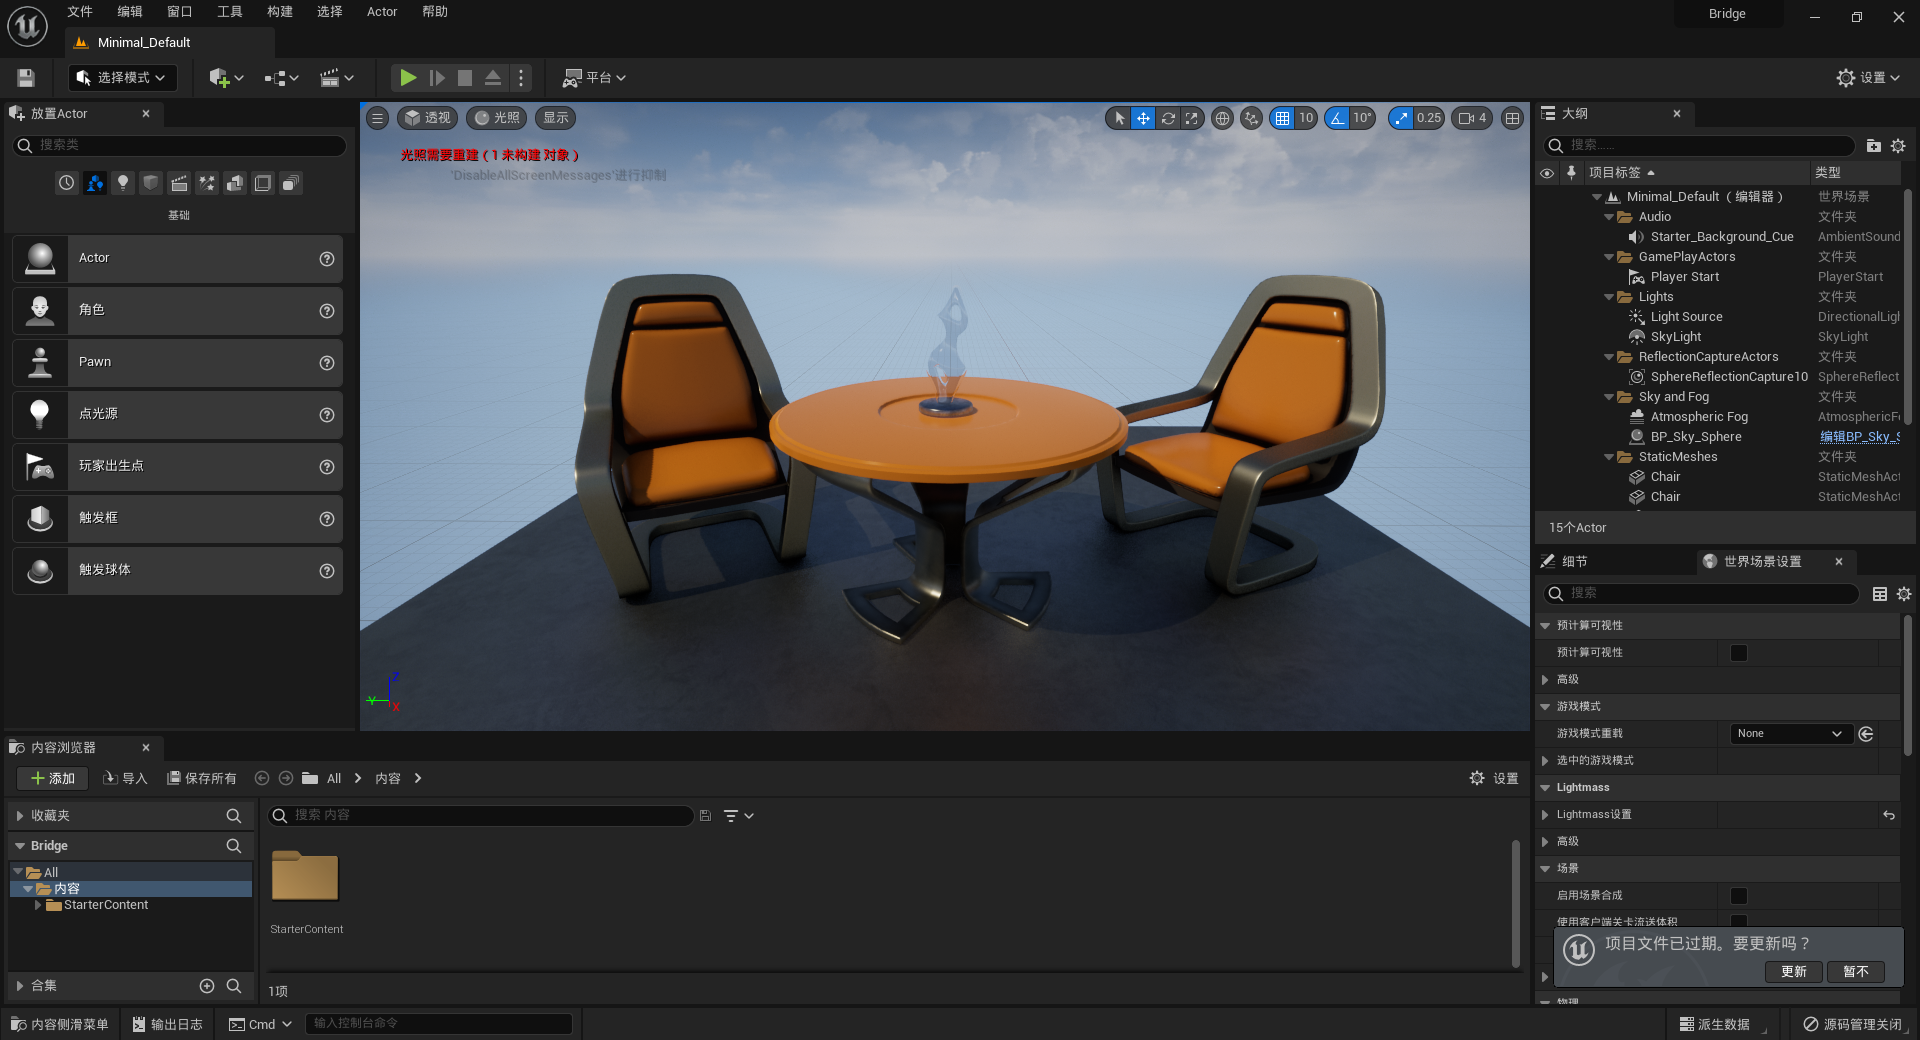 文件 编辑 窗口 工具 构建 选择 Actor 帮助
Bridge
Minimal_Default
选择模式
平台
设置
放置Actor
搜索类
基础
Actor
角色
Pawn
点光源
玩家出生点
触发框
触发球体
透视 光照 显示
10 10° 0.25 4
光照需要重建 ( 1 未构建 对象 )
'DisableAllScreenMessages'进行抑制
Z
Y
X
大纲
搜索......
项目标签 类型
Minimal_Default （ 编辑器 ） 世界场景
Audio 文件夹
Starter_Background_Cue AmbientSound
GamePlayActors 文件夹
Player Start PlayerStart
Lights 文件夹
Light Source DirectionalLigh
SkyLight SkyLight
ReflectionCaptureActors 文件夹
SphereReflectionCapture10 SphereReflect
Sky and Fog 文件夹
Atmospheric Fog AtmosphericFo
BP_Sky_Sphere 编辑BP_Sky_S
StaticMeshes 文件夹
Chair StaticMeshAct
Chair StaticMeshAct
15个Actor
细节 世界场景设置
搜索
预计算可视性
预计算可视性
高级
游戏模式
游戏模式重载 None
选中的游戏模式
Lightmass
Lightmass设置
高级
场景
启用场景合成
使用客户端关卡流送体积
项目文件已过期。要更新吗？
更新 暂不
物理
内容浏览器
添加 导入 保存所有 All 内容 设置
收藏夹
Bridge
All
内容
StarterContent
合集
搜索 内容
StarterContent
1项
内容侧滑菜单 输出日志 Cmd 输入控制台命令 派生数据 源码管理关闭